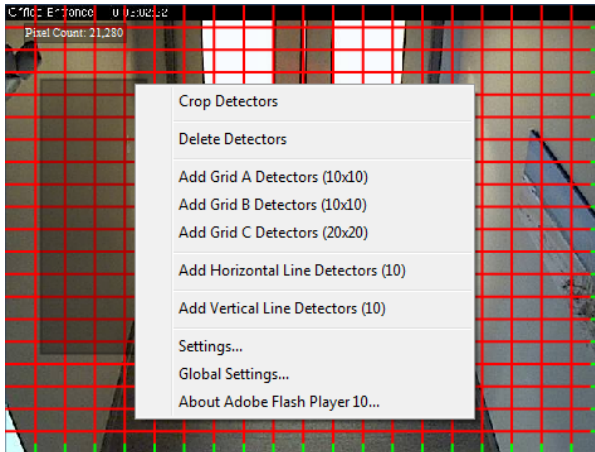 Office Entrance
Pixel Count: 21,280
Crop Detectors
Delete Detectors
Add Grid A Detectors (10x10)
Add Grid B Detectors (10x10)
Add Grid C Detectors (20x20)
Add Horizontal Line Detectors (10)
Add Vertical Line Detectors (10)
Settings...
Global Settings...
About Adobe Flash Player 10...